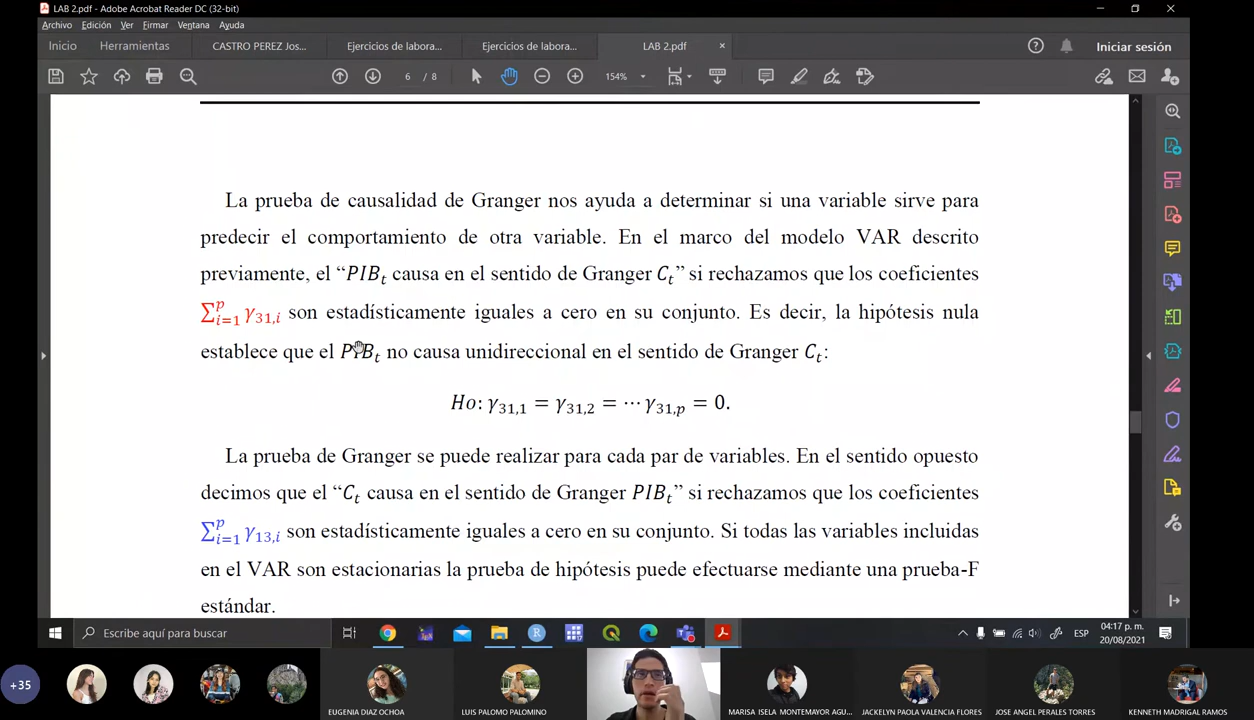 LAB 2.pdf - Adobe Acrobat Reader DC (32-bit)
Archivo Edición Ver Firmar Ventana Ayuda
Inicio Herramientas CASTRO PEREZ Jos... Ejercicios de labora... Ejercicios de labora... LAB 2.pdf × Iniciar sesión
6 / 8 154%
La prueba de causalidad de Granger nos ayuda a determinar si una variable sirve para
predecir el comportamiento de otra variable. En el marco del modelo VAR descrito
previamente, el “PIB_t causa en el sentido de Granger C_t” si rechazamos que los coeficientes
∑_{i=1}^{p} γ_{31,i} son estadísticamente iguales a cero en su conjunto. Es decir, la hipótesis nula
establece que el PIB_t no causa unidireccional en el sentido de Granger C_t:
Ho: γ_{31,1} = γ_{31,2} = ⋯ γ_{31,p} = 0.
La prueba de Granger se puede realizar para cada par de variables. En el sentido opuesto
decimos que el “C_t causa en el sentido de Granger PIB_t” si rechazamos que los coeficientes
∑_{i=1}^{p} γ_{13,i} son estadísticamente iguales a cero en su conjunto. Si todas las variables incluidas
en el VAR son estacionarias la prueba de hipótesis puede efectuarse mediante una prueba-F
estándar.
Escribe aquí para buscar ESP 04:17 p. m.
20/08/2021
+35 EUGENIA DIAZ OCHOA LUIS PALOMO PALOMINO MARISA ISELA MONTEMAYOR AGU... JACKELYN PAOLA VALENCIA FLORES JOSE ANGEL PERALES TORRES KENNETH MADRIGAL RAMOS